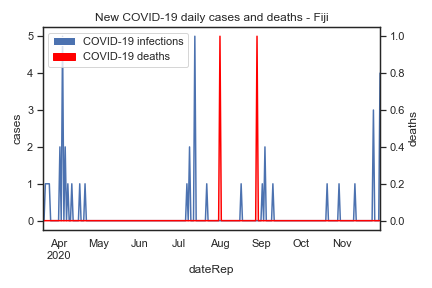 New COVID-19 daily cases and deaths - Fiji
COVID-19 infections
COVID-19 deaths
5
4
3
2
1
0
cases
1.0
0.8
0.6
0.4
0.2
0.0
deaths
Apr May Jun Jul Aug Sep Oct Nov
2020
dateRep